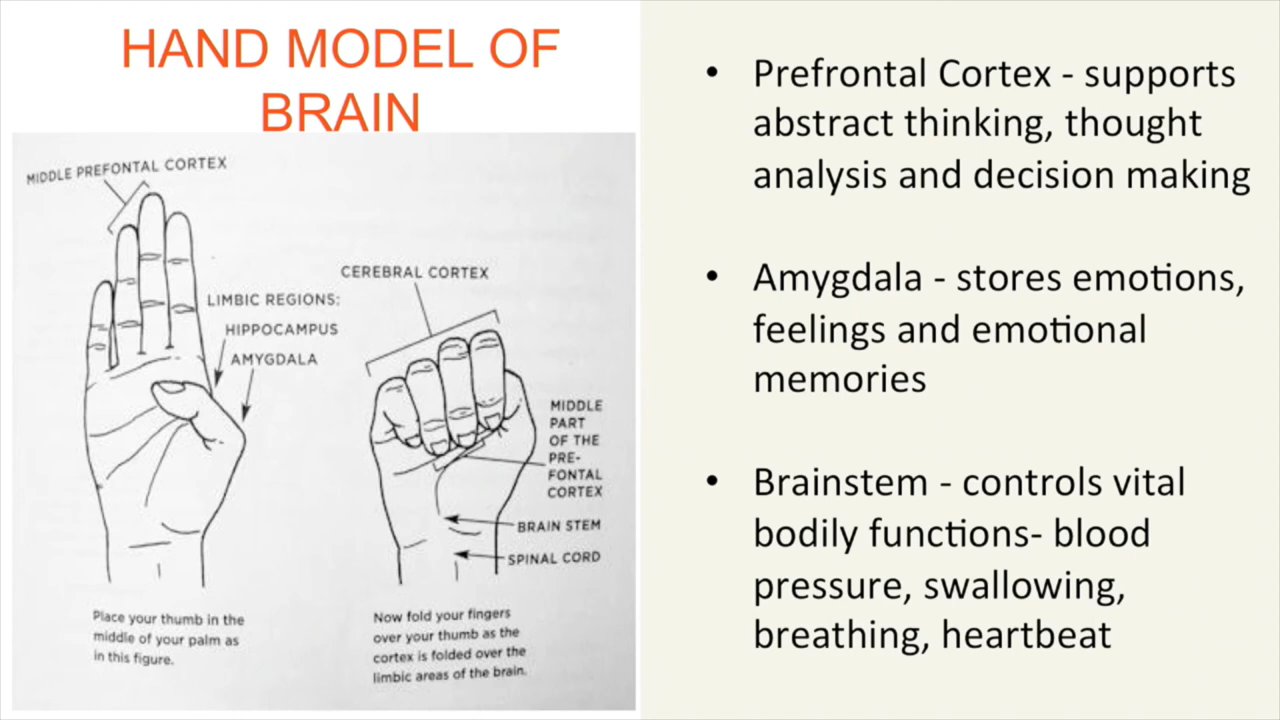 HAND MODEL OF
BRAIN
MIDDLE PREFONTAL CORTEX
LIMBIC REGIONS:
HIPPOCAMPUS
AMYGDALA
Place your thumb in the
middle of your palm as
in this figure.
CEREBRAL CORTEX
MIDDLE
PART
OF THE
PRE-
FONTAL
CORTEX
BRAIN STEM
SPINAL CORD
Now fold your fingers
over your thumb as the
cortex is folded over the
limbic areas of the brain.
• Prefrontal Cortex - supports
abstract thinking, thought
analysis and decision making
• Amygdala - stores emotions,
feelings and emotional
memories
• Brainstem - controls vital
bodily functions- blood
pressure, swallowing,
breathing, heartbeat